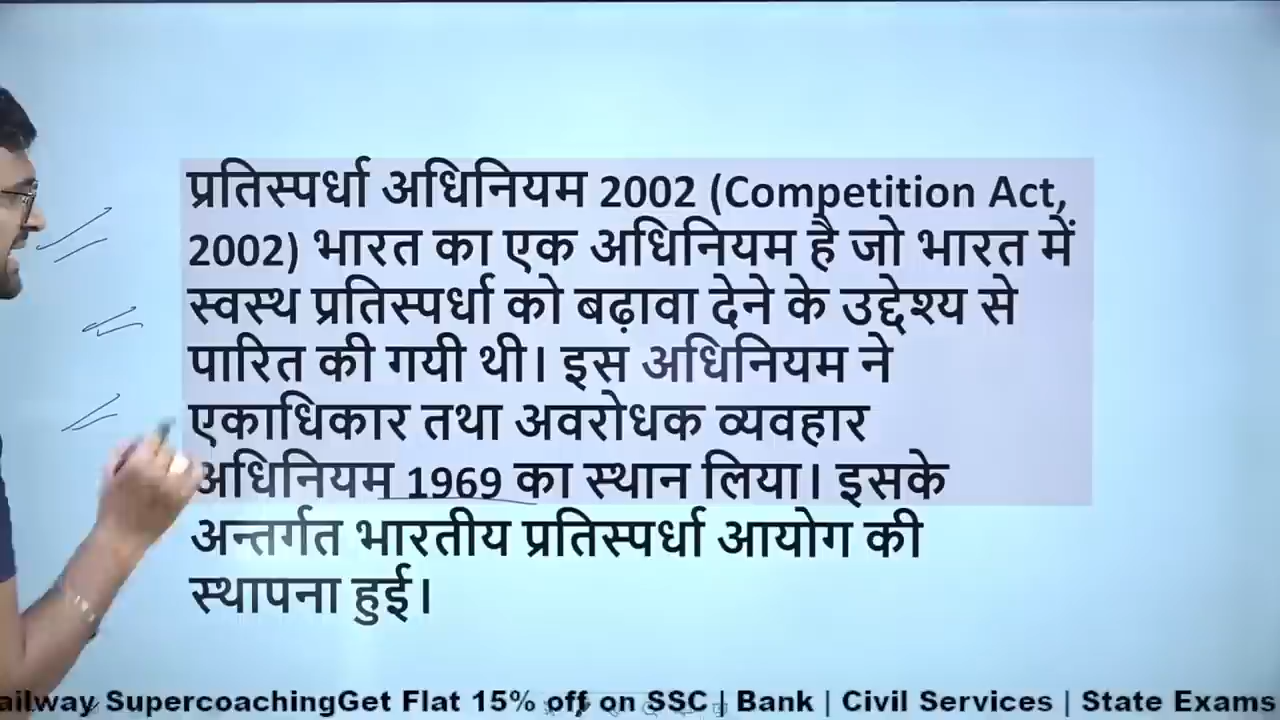 प्रतिस्पर्धा अधिनियम 2002 (Competition Act,
2002) भारत का एक अधिनियम है जो भारत में
स्वस्थ प्रतिस्पर्धा को बढ़ावा देने के उद्देश्य से
पारित की गयी थी। इस अधिनियम ने
एकाधिकार तथा अवरोधक व्यवहार
अधिनियम 1969 का स्थान लिया। इसके
अन्तर्गत भारतीय प्रतिस्पर्धा आयोग की
स्थापना हुई।
ailway SupercoachingGet Flat 15% off on SSC | Bank | Civil Services | State Exams